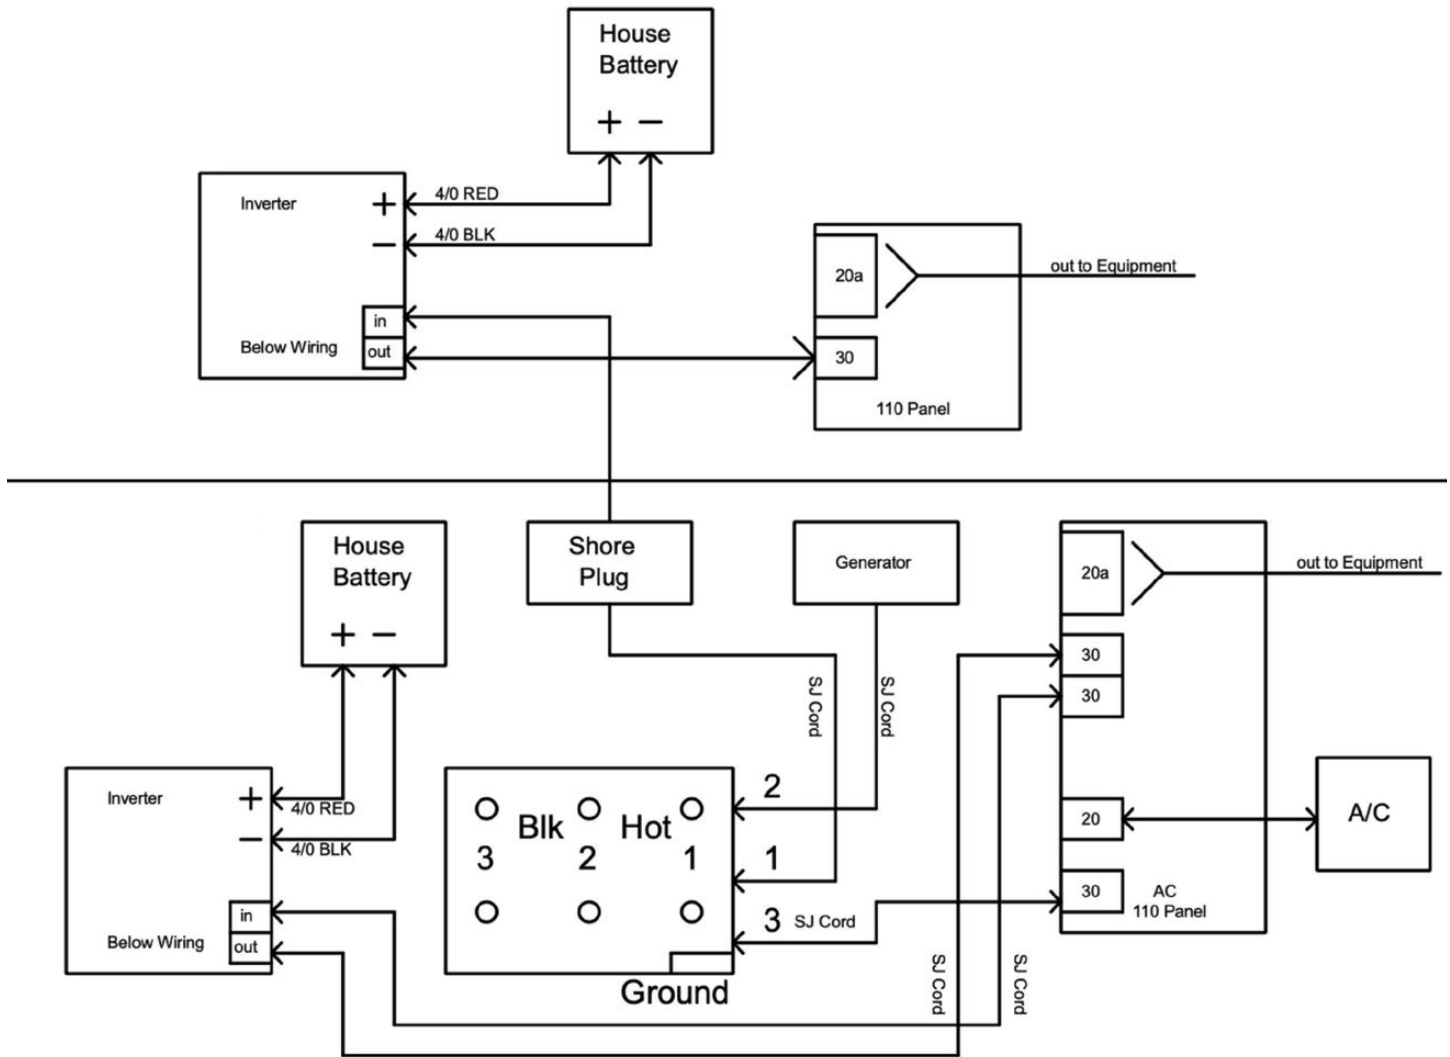 House
Battery
+ −
Inverter
+
4/0 RED
−
4/0 BLK
20a
out to Equipment
in
Below Wiring
out
30
110 Panel
House
Battery
+ −
Shore
Plug
Generator
20a
out to Equipment
30
30
SJ Cord
SJ Cord
Inverter
+
4/0 RED
−
4/0 BLK
2
Blk
Hot
3
2
1
1
20
A/C
30
AC
110 Panel
in
Below Wiring
out
3
SJ Cord
Ground
SJ Cord
SJ Cord